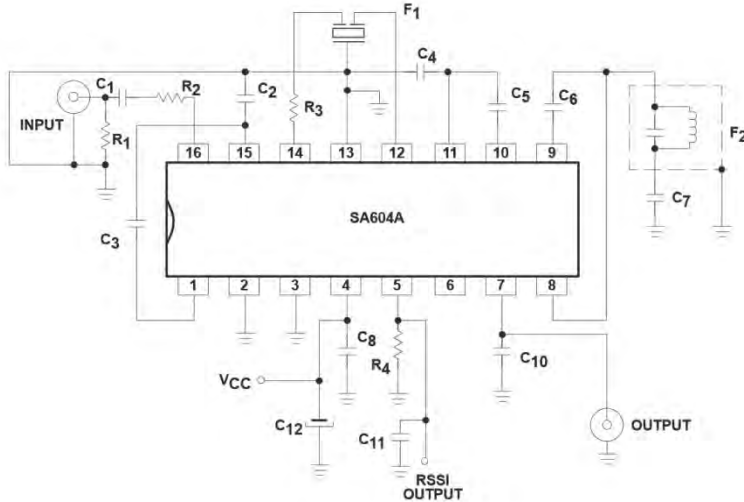 F1
C4
C1
R2
C2
R3
C5
C6
INPUT
R1
F2
16 15 14 13 12 11 10 9
C7
SA604A
C3
1 2 3 4 5 6 7 8
C8
R4
C10
VCC
C12
C11
OUTPUT
RSSI
OUTPUT